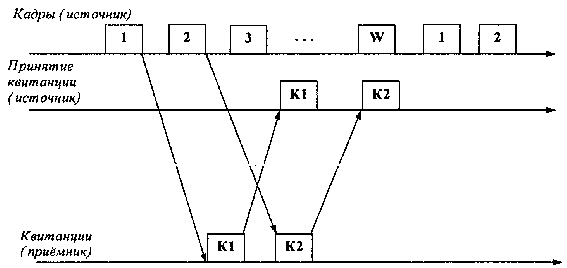 Кадры (источник)
1 2 3 ... W 1 2
Принятие
квитанции
(источник)
К1 К2
Квитанции
(приёмник)
К1 К2